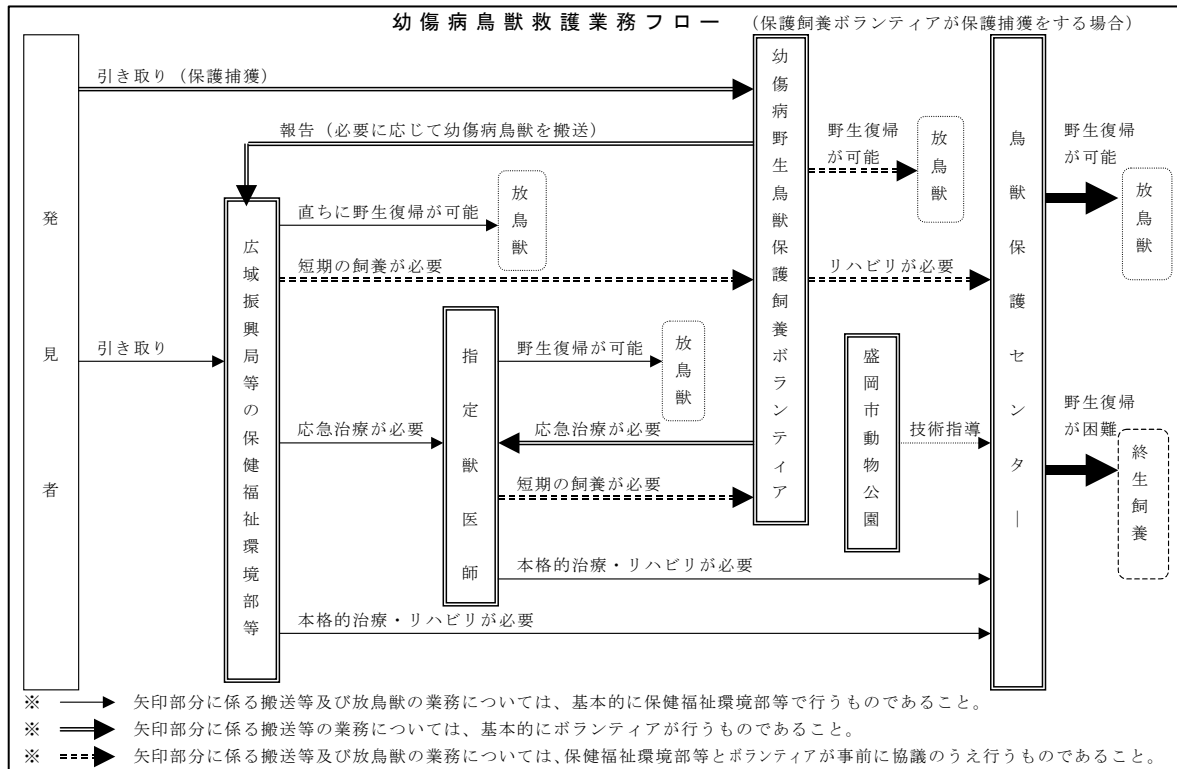 幼傷病鳥獣救護業務フロー （保護飼養ボランティアが保護捕獲をする場合）
発見者
引き取り（保護捕獲）
報告（必要に応じて幼傷病鳥獣を搬送）
引き取り
広域振興局等の保健福祉環境部等
直ちに野生復帰が可能
放鳥獣
短期の飼養が必要
応急治療が必要
指定獣医師
野生復帰が可能
放鳥獣
応急治療が必要
短期の飼養が必要
本格的治療・リハビリが必要
本格的治療・リハビリが必要
幼傷病野生鳥獣保護飼養ボランティア
野生復帰
が可能
放鳥獣
リハビリが必要
盛岡市動物公園
技術指導
鳥獣保護センター
野生復帰
が可能
放鳥獣
野生復帰
が困難
終生飼養
※ 矢印部分に係る搬送等及び放鳥獣の業務については、基本的に保健福祉環境部等で行うものであること。
※ 矢印部分に係る搬送等の業務については、基本的にボランティアが行うものであること。
※ 矢印部分に係る搬送等及び放鳥獣の業務については、保健福祉環境部等とボランティアが事前に協議のうえ行うものであること。